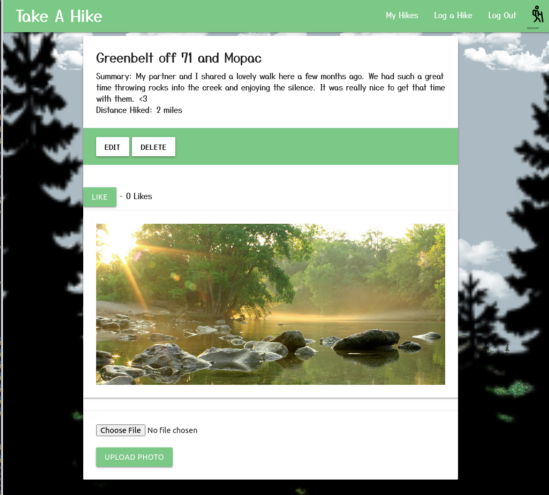 Take A Hike
My Hikes Log a Hike Log Out
Greenbelt off 71 and Mopac
Summary: My partner and I shared a lovely walk here a few months ago. We had such a great
time throwing rocks into the creek and enjoying the silence. It was really nice to get that time
with them. <3
Distance Hiked: 2 miles
EDIT DELETE
LIKE - 0 Likes
Choose File No file chosen
UPLOAD PHOTO